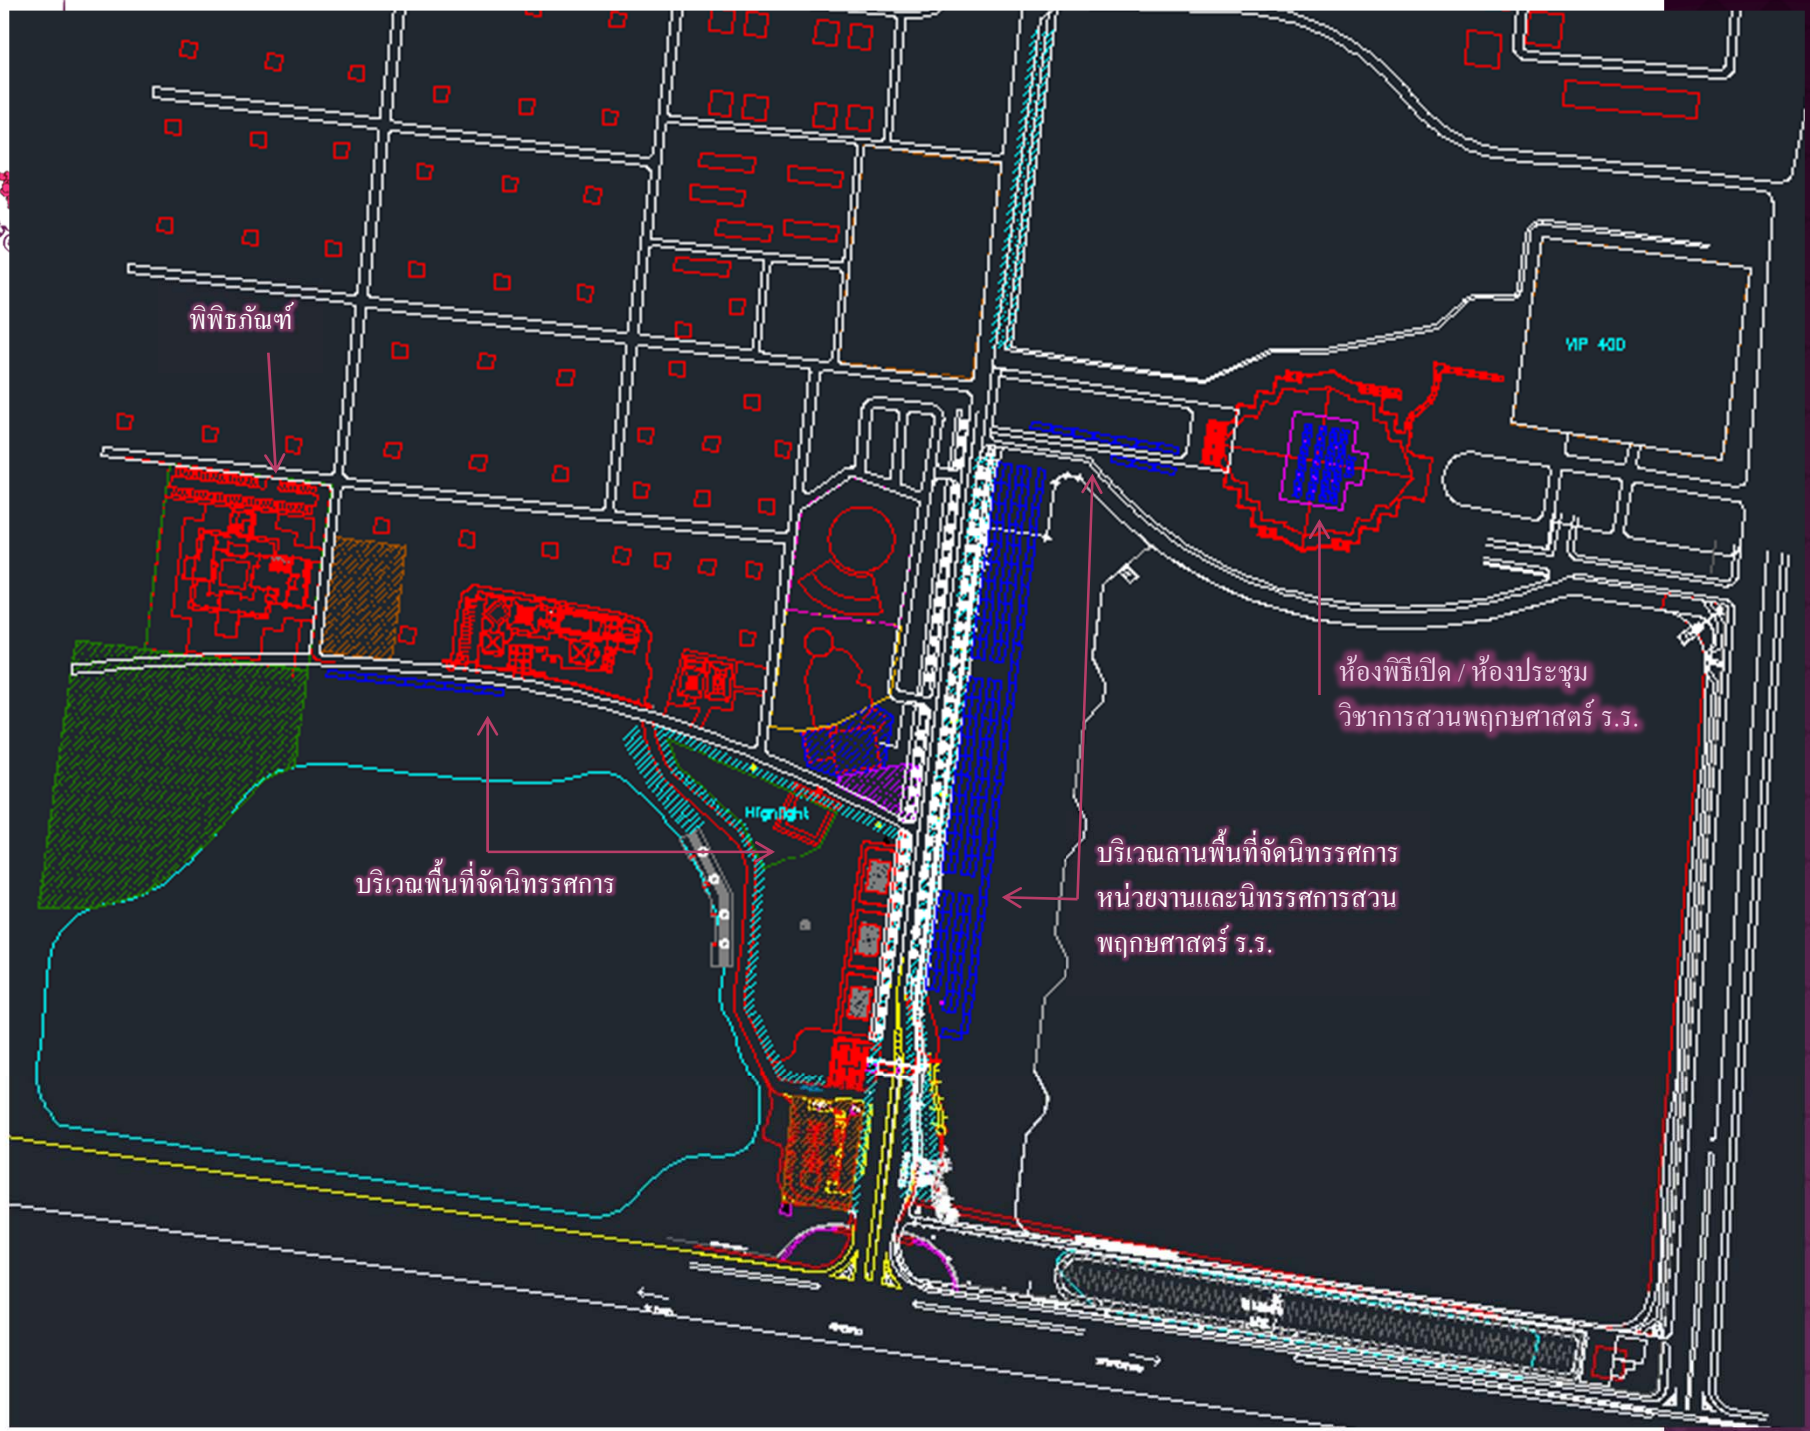 พิพิธภัณฑ์
VIP 400
ห้องพิธีเปิด / ห้องประชุม
วิชาการสวนพฤกษศาสตร์ ร.ร.
Highlight
บริเวณพื้นที่จัดนิทรรศการ
บริเวณลานพื้นที่จัดนิทรรศการ
หน่วยงานและนิทรรศการสวน
พฤกษศาสตร์ ร.ร.